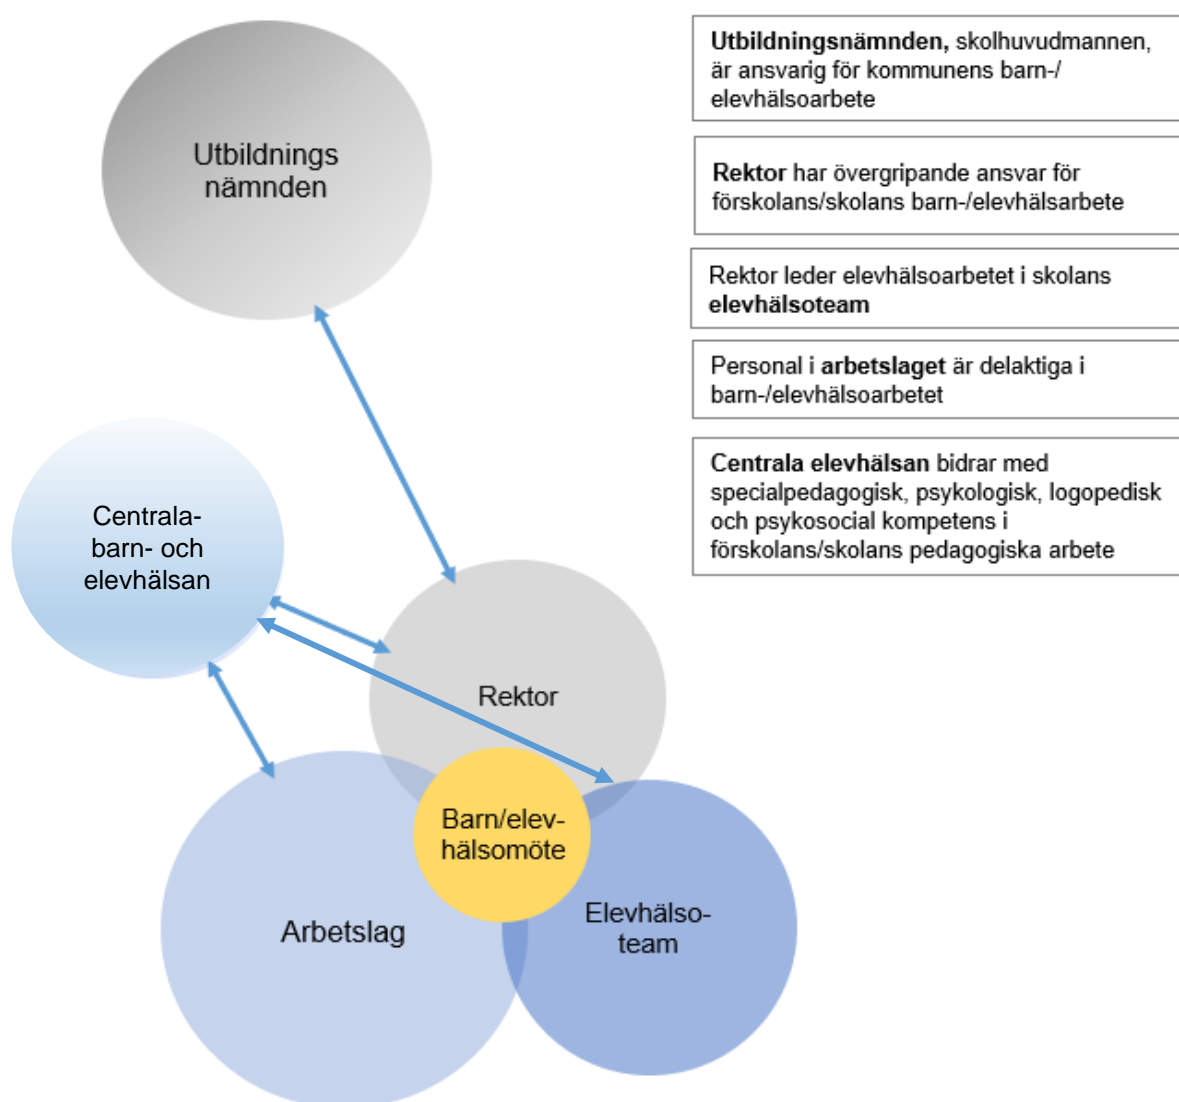 Utbildnings
nämnden
Centrala-
barn- och
elevhälsan
Rektor
Barn/elev-
hälsomöte
Arbetslag
Elevhälso-
team
Utbildningsnämnden, skolhuvudmannen,
är ansvarig för kommunens barn-/
elevhälsoarbete
Rektor har övergripande ansvar för
förskolans/skolans barn-/elevhälsarbete
Rektor leder elevhälsoarbetet i skolans
elevhälsoteam
Personal i arbetslaget är delaktiga i
barn-/elevhälsoarbetet
Centrala elevhälsan bidrar med
specialpedagogisk, psykologisk, logopedisk
och psykosocial kompetens i
förskolans/skolans pedagogiska arbete